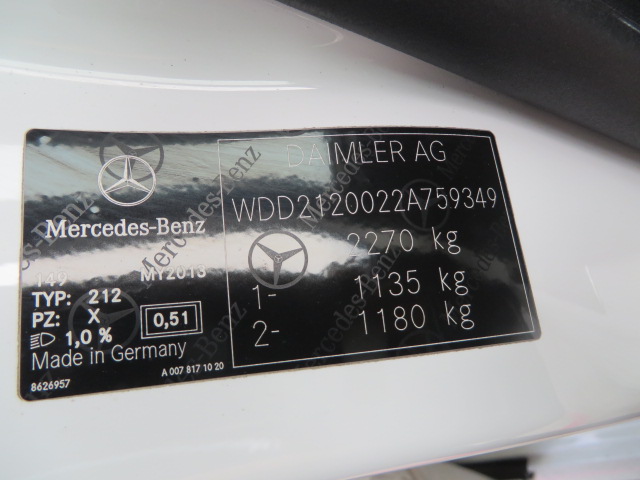 Mercedes-Benz
149 MY2013
TYP: 212
PZ: X
1,0 % 0,51
Made in Germany
8626957 A 007 817 10 20
DAIMLER AG
WDD2120022A759349
2270 kg
1- 1135 kg
2- 1180 kg